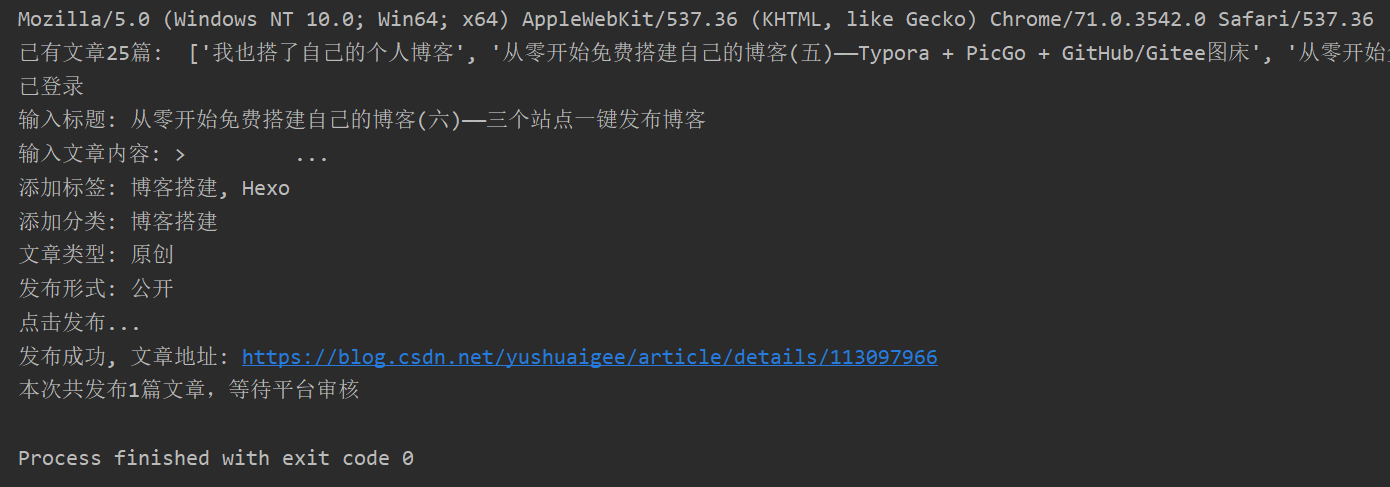 Mozilla/5.0 (Windows NT 10.0; Win64; x64) AppleWebKit/537.36 (KHTML, like Gecko) Chrome/71.0.3542.0 Safari/537.36
已有文章25篇:  ['我也搭了自己的个人博客', '从零开始免费搭建自己的博客(五)——Typora + PicGo + GitHub/Gitee图床', '从零开始
已登录
输入标题: 从零开始免费搭建自己的博客(六)——三个站点一键发布博客
输入文章内容: >        ...
添加标签: 博客搭建, Hexo
添加分类: 博客搭建
文章类型: 原创
发布形式: 公开
点击发布...
发布成功, 文章地址: https://blog.csdn.net/yushuaigee/article/details/113097966
本次共发布1篇文章，等待平台审核
Process finished with exit code 0